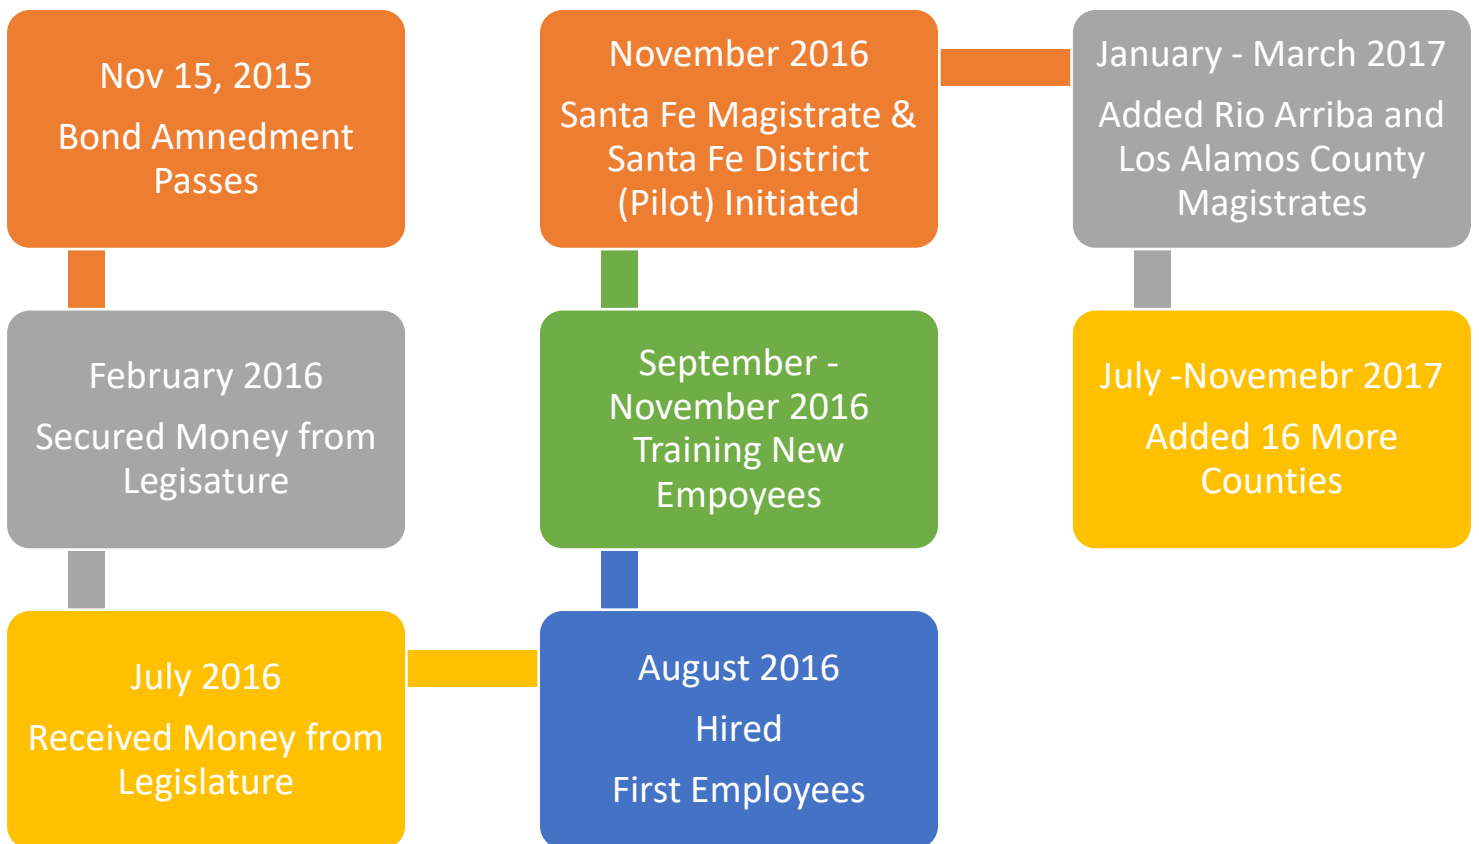 Nov 15, 2015
Bond Amnedment
Passes
February 2016
Secured Money from
Legisature
July 2016
Received Money from
Legislature
August 2016
Hired
First Employees
September -
November 2016
Training New
Empoyees
November 2016
Santa Fe Magistrate &
Santa Fe District
(Pilot) Initiated
January - March 2017
Added Rio Arriba and
Los Alamos County
Magistrates
July -Novemebr 2017
Added 16 More
Counties